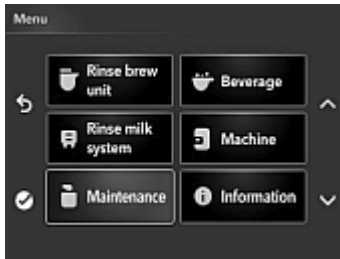 Menu
Rinse brew
unit
Beverage
Rinse milk
system
Machine
Maintenance
Information